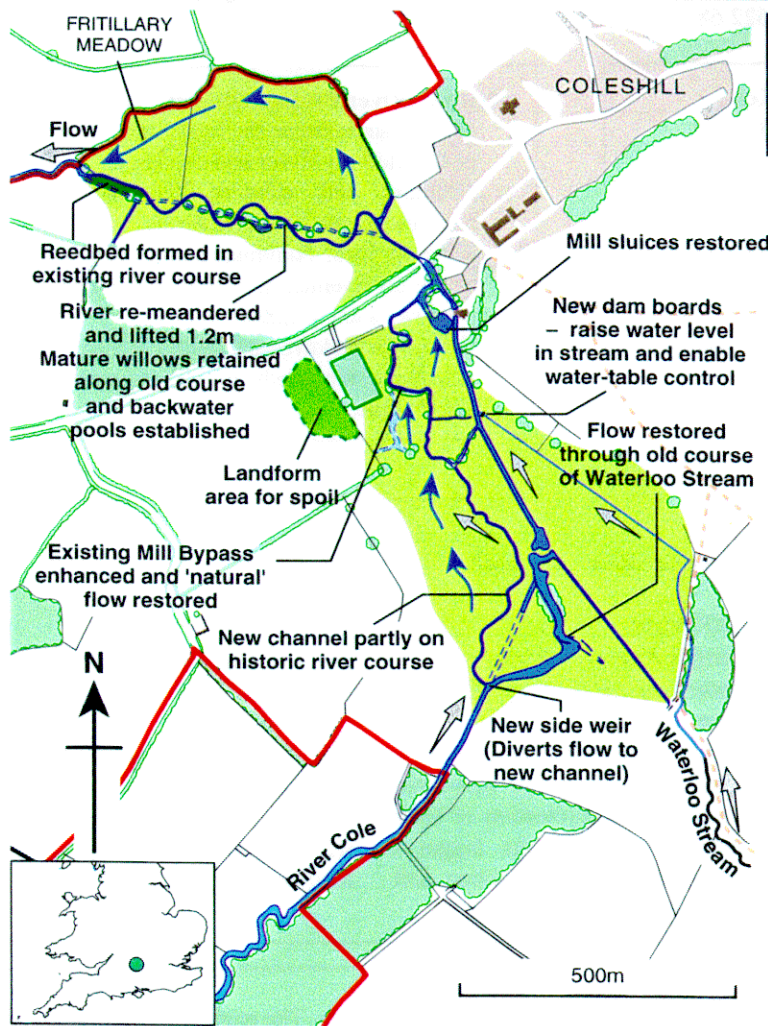 FRITILLARY
MEADOW
COLESHILL
Flow
Spoil
Reedbed formed in
existing river course
Mill sluices restored
River re-meandered
and lifted 1.2m
Mature willows retained
along old course
and backwater
pools established
New dam boards
– raise water level
in stream and enable
water-table control
Landform
area for spoil
Flow restored
through old course
of Waterloo Stream
Existing Mill Bypass
enhanced and 'natural'
flow restored
New channel partly on
historic river course
N
New side weir
(Diverts flow to
new channel)
Waterloo Stream
River Cole
500m